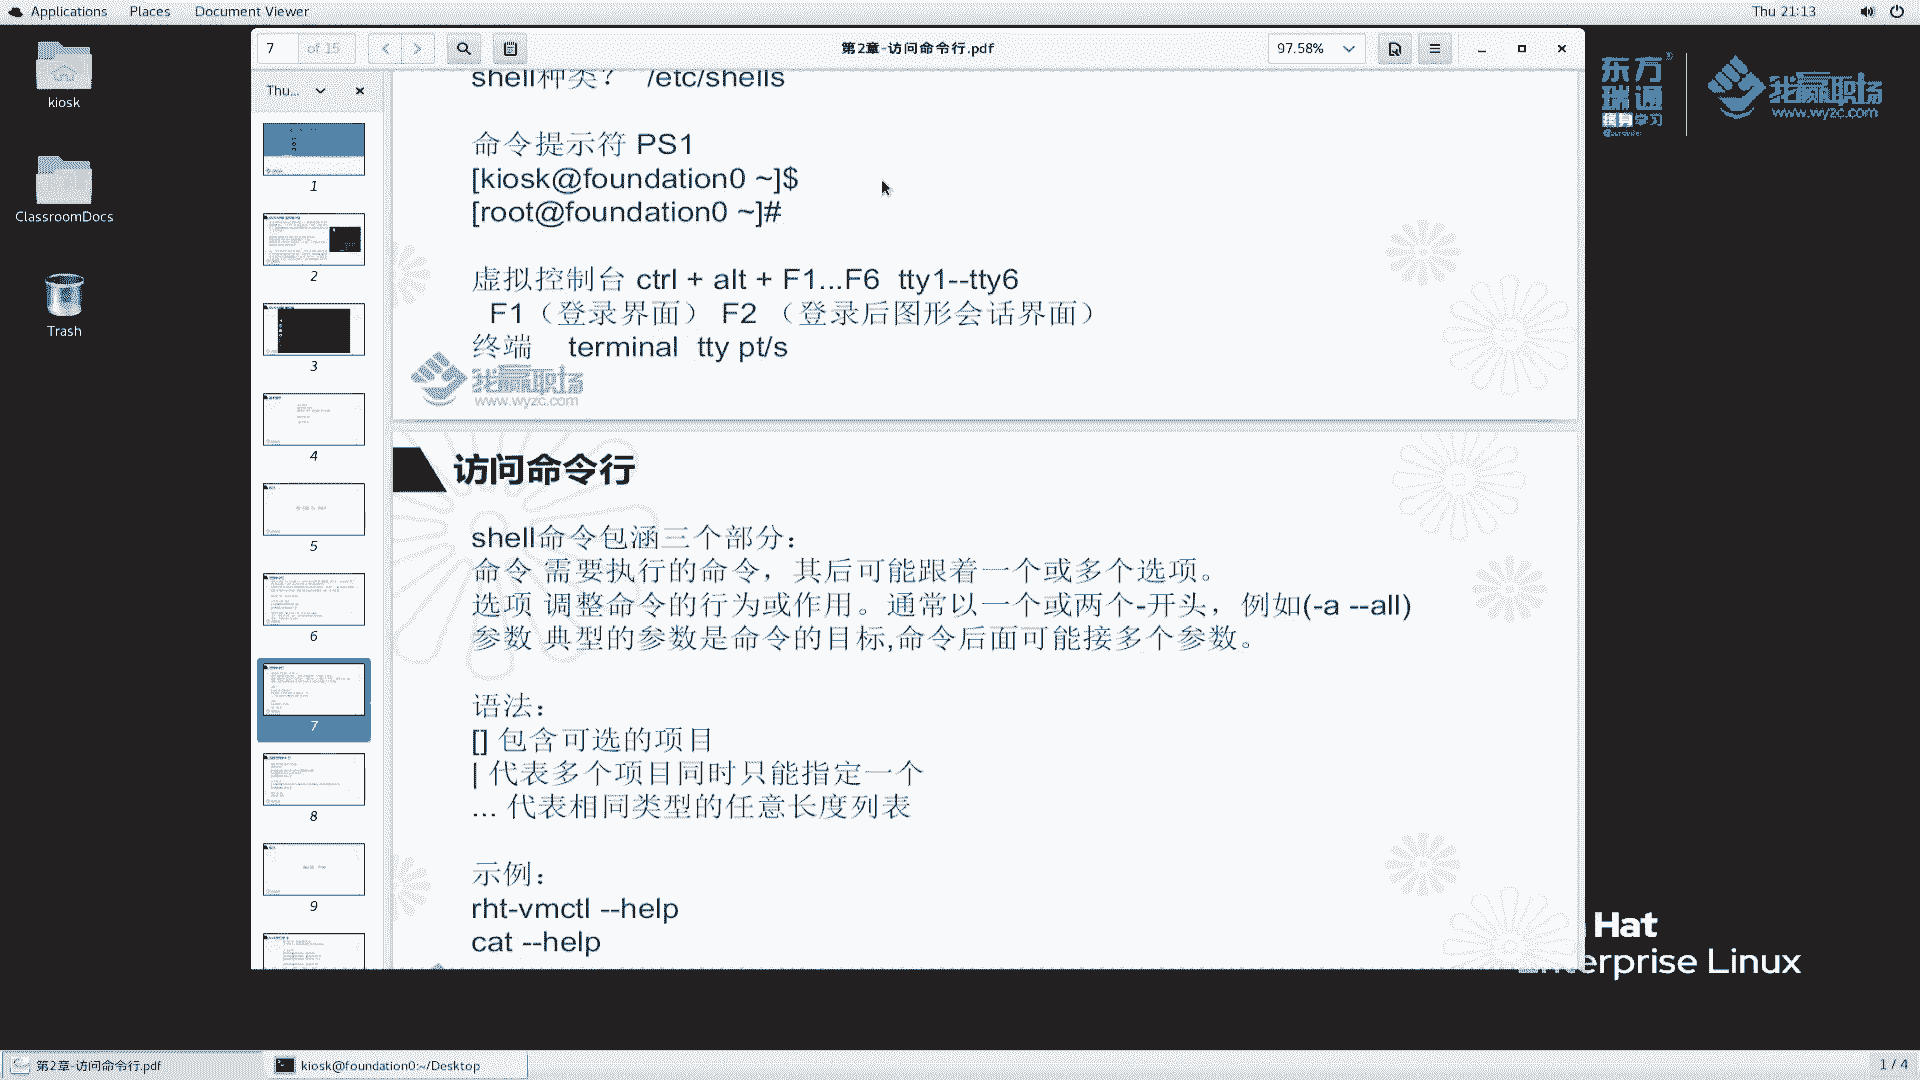 Applications Places Document Viewer
Thu 21:13
7 of 15
第2章-访问命令行.pdf
97.58%
Thu...
kiosk
ClassroomDocs
Trash
1
2
3
4
5
6
7
8
9
shell种类? /etc/shells
命令提示符 PS1
[kiosk@foundation0 ~]$
[root@foundation0 ~]#
虚拟控制台 ctrl + alt + F1...F6 tty1--tty6
F1（登录界面） F2 （登录后图形会话界面）
终端 terminal tty pt/s
我赢职场
www.wyzc.com
访问命令行
shell命令包涵三个部分：
命令 需要执行的命令，其后可能跟着一个或多个选项。
选项 调整命令的行为或作用。通常以一个或两个-开头，例如(-a --all)
参数 典型的参数是命令的目标,命令后面可能接多个参数。
语法：
[] 包含可选的项目
| 代表多个项目同时只能指定一个
... 代表相同类型的任意长度列表
示例：
rht-vmctl --help
cat --help
东方
瑞通
终身学习
我赢职场
www.wyzc.com
Hat
Enterprise Linux
第2章-访问命令行.pdf
kiosk@foundation0:~/Desktop
1 / 4